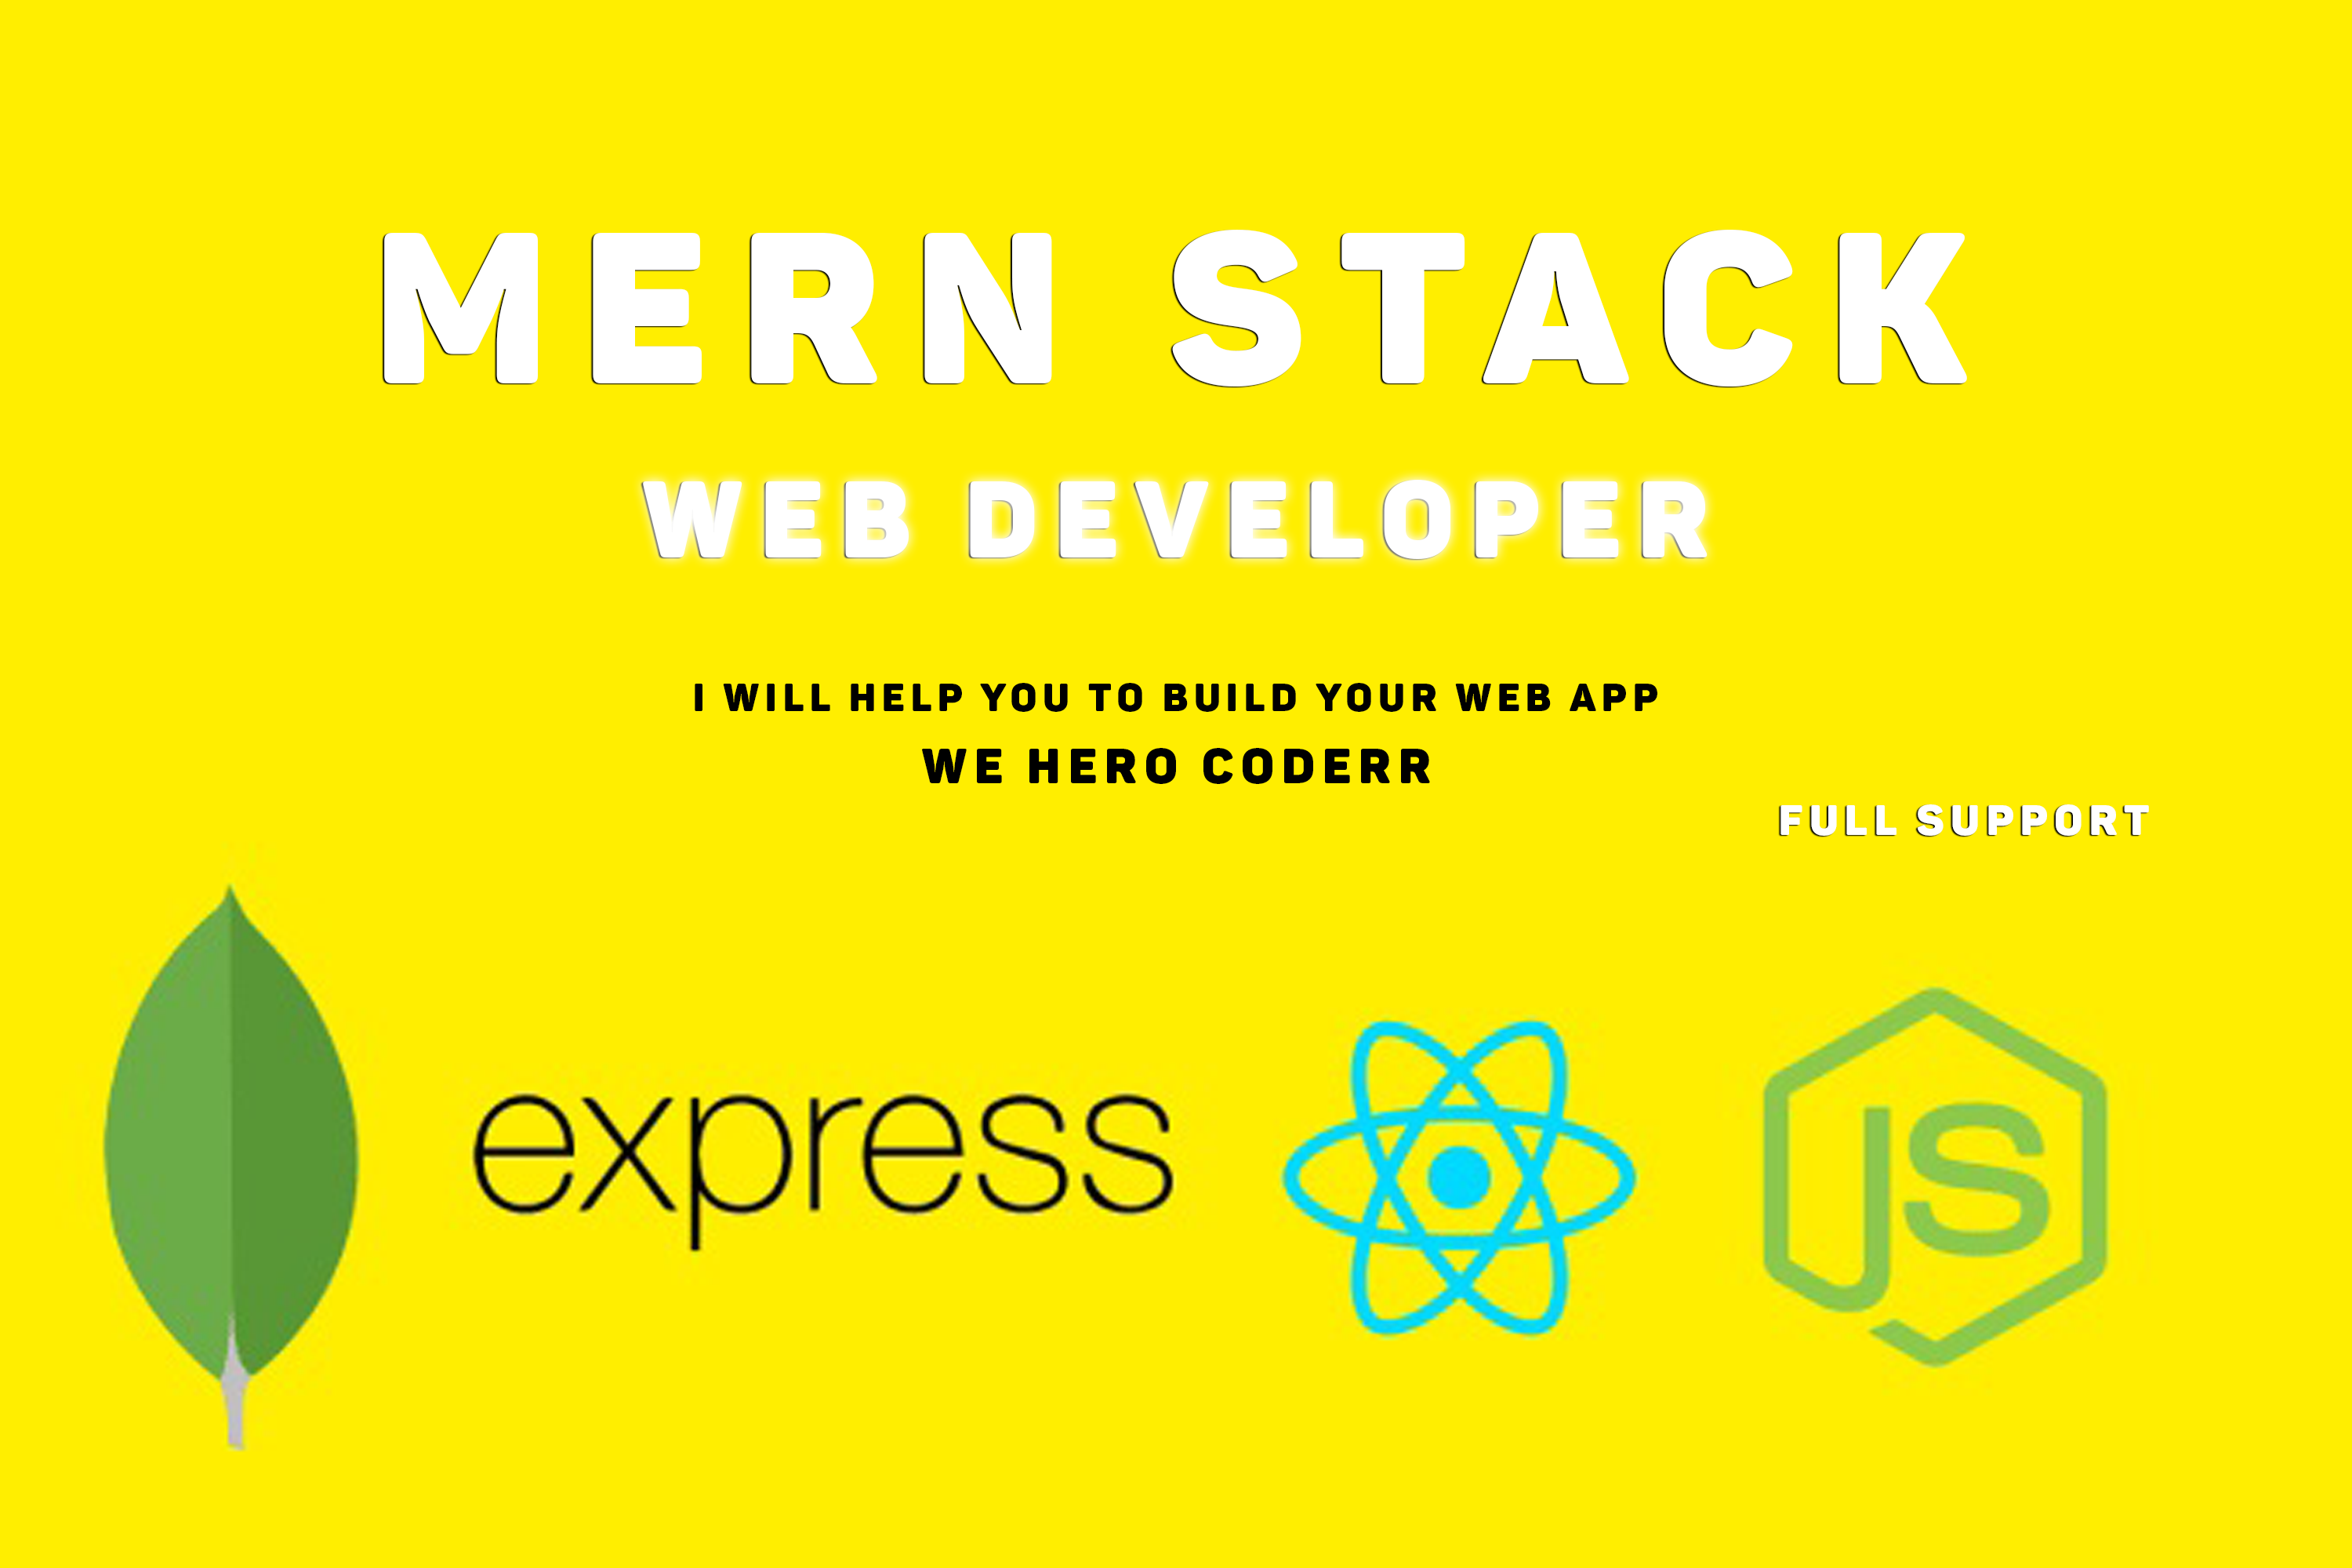 MERN STACK
WEB DEVELOPER
I WILL HELP YOU TO BUILD YOUR WEB APP
WE HERO CODERR
FULL SUPPORT
express
JS